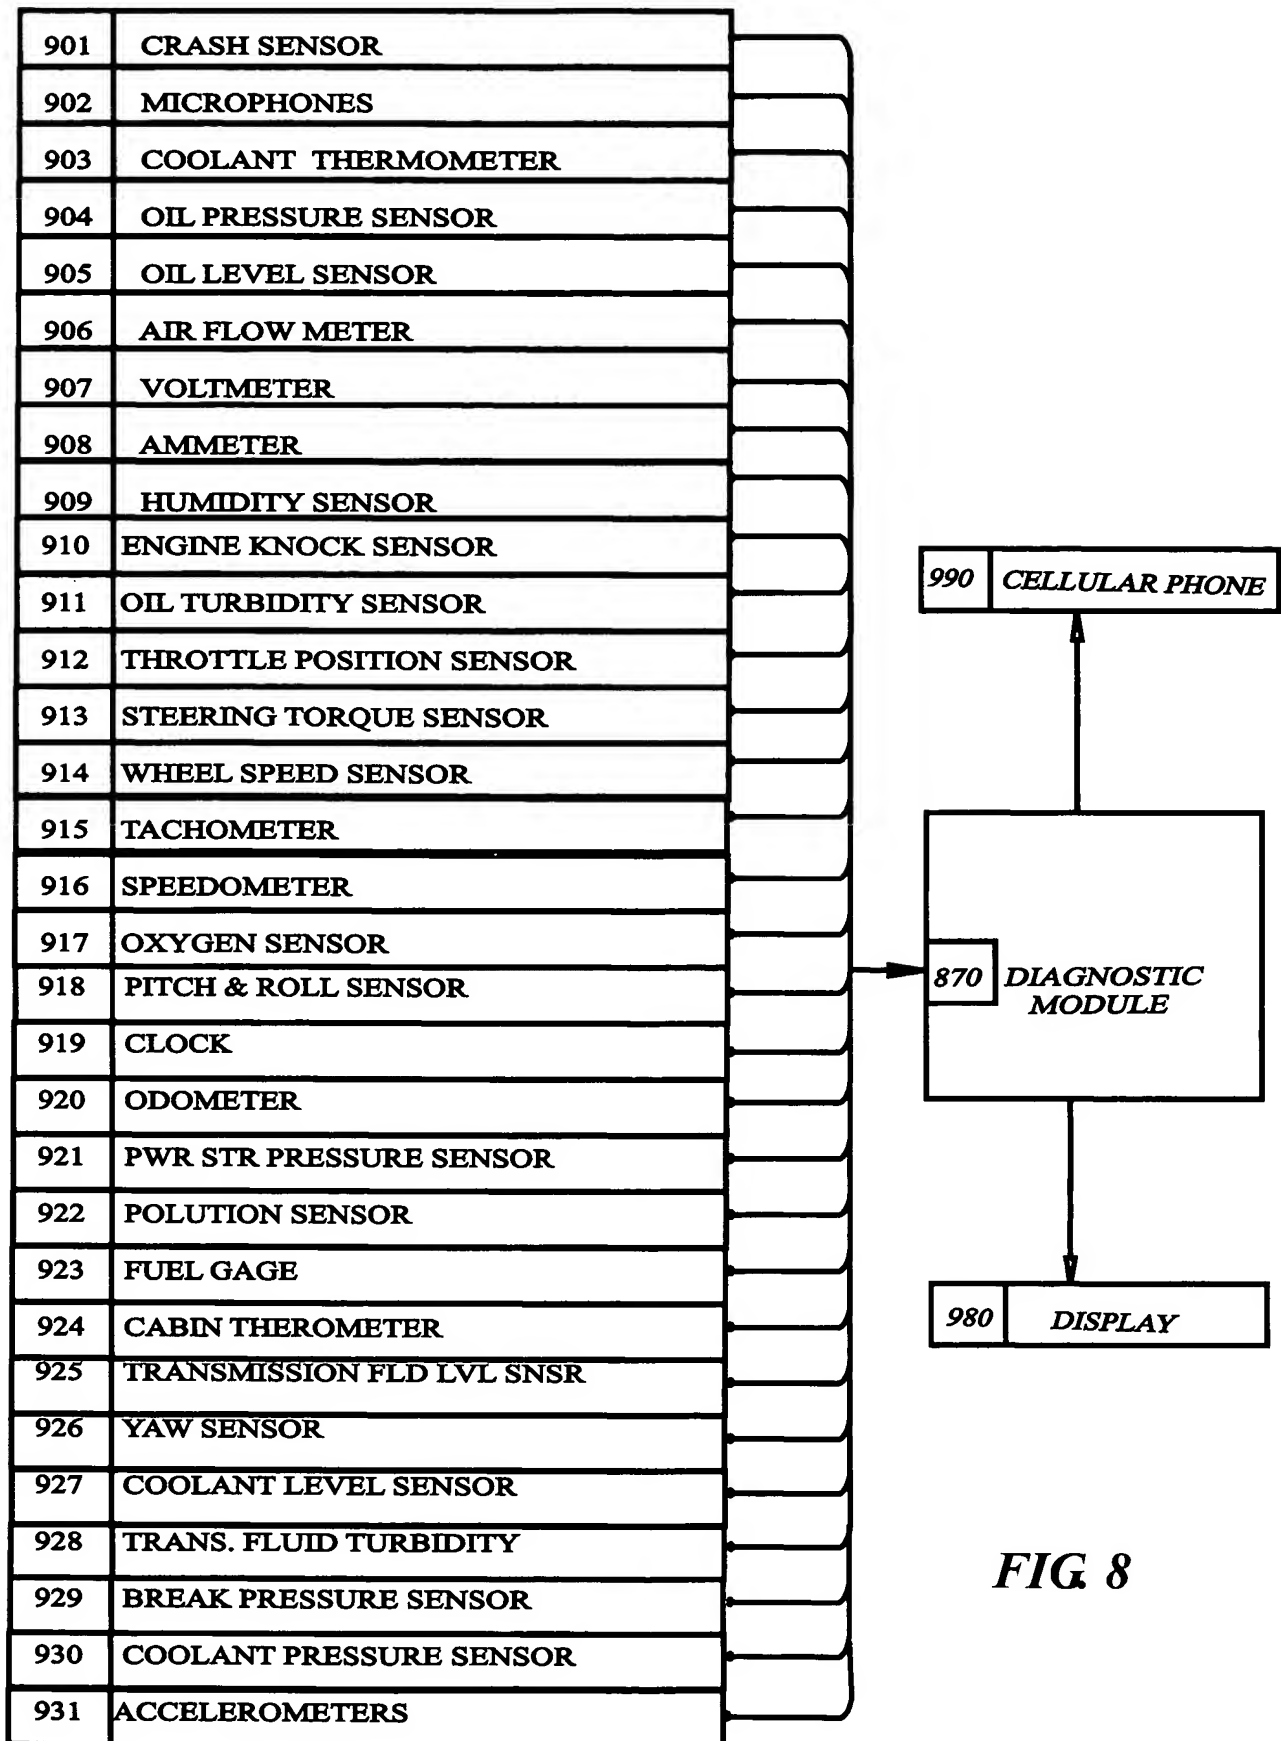 901 CRASH SENSOR
902 MICROPHONES
903 COOLANT THERMOMETER
904 OIL PRESSURE SENSOR
905 OIL LEVEL SENSOR
906 AIR FLOW METER
907 VOLTMETER
908 AMMETER
909 HUMIDITY SENSOR
910 ENGINE KNOCK SENSOR
911 OIL TURBIDITY SENSOR
912 THROTTLE POSITION SENSOR
913 STEERING TORQUE SENSOR
914 WHEEL SPEED SENSOR
915 TACHOMETER
916 SPEEDOMETER
917 OXYGEN SENSOR
918 PITCH & ROLL SENSOR
919 CLOCK
920 ODOMETER
921 PWR STR PRESSURE SENSOR
922 POLUTION SENSOR
923 FUEL GAGE
924 CABIN THEROMETER
925 TRANSMISSION FLD LVL SNSR
926 YAW SENSOR
927 COOLANT LEVEL SENSOR
928 TRANS. FLUID TURBIDITY
929 BREAK PRESSURE SENSOR
930 COOLANT PRESSURE SENSOR
931 ACCELEROMETERS
990 CELLULAR PHONE
870 DIAGNOSTIC
MODULE
980 DISPLAY
FIG. 8